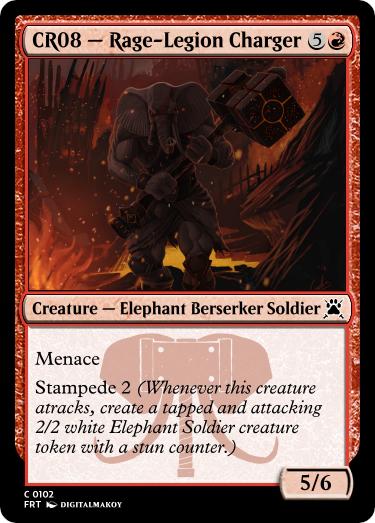 CR08 — Rage-Legion Charger 5
Creature — Elephant Berserker Soldier
Menace
Stampede 2 (Whenever this creature
atracks, create a tapped and attacking
2/2 white Elephant Soldier creature
token with a stun counter.)
5/6
C 0102
FRT DIGITALMAKOY